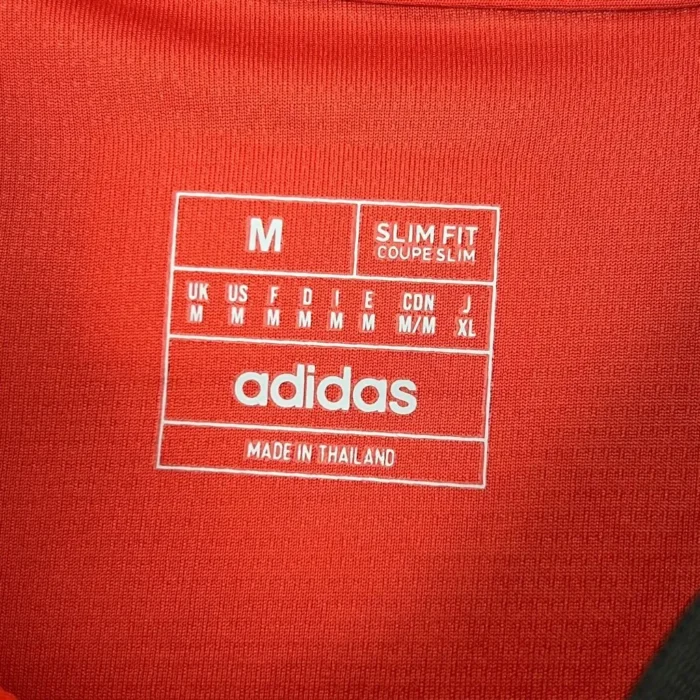 M
SLIM FIT
COUPE SLIM
UK US F D I E CDN J
M M M M M M M/M XL
adidas
MADE IN THAILAND